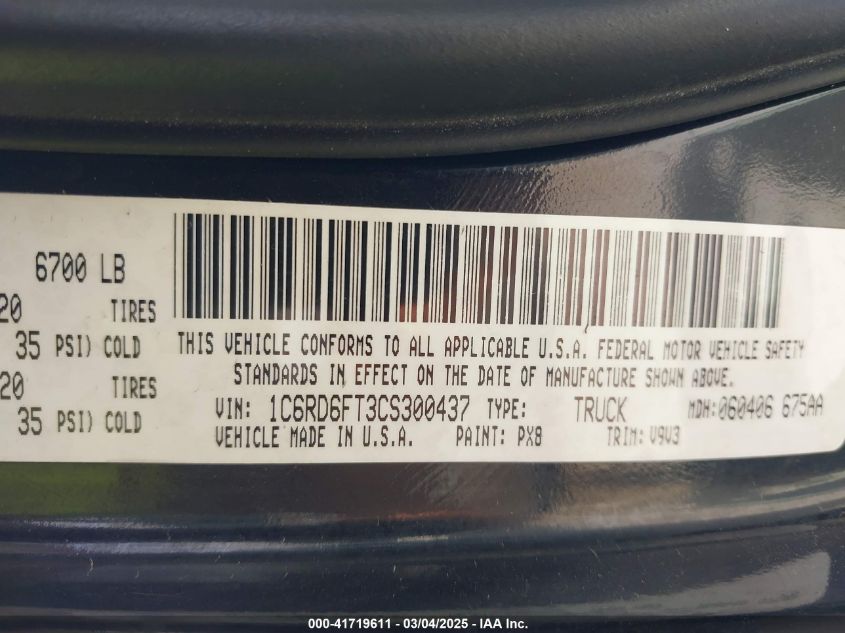 6700 LB
20 TIRES
35 PSI) COLD
20 TIRES
35 PSI) COLD
THIS VEHICLE CONFORMS TO ALL APPLICABLE U.S.A. FEDERAL MOTOR VEHICLE SAFETY
STANDARDS IN EFFECT ON THE DATE OF MANUFACTURE SHOWN ABOVE.
VIN: 1C6RD6FT3CS300437 TYPE: TRUCK MDH:060406 675AA
VEHICLE MADE IN U.S.A. PAINT: PX8 TRIM: V9V3
000-41719611 - 03/04/2025 - IAA Inc.